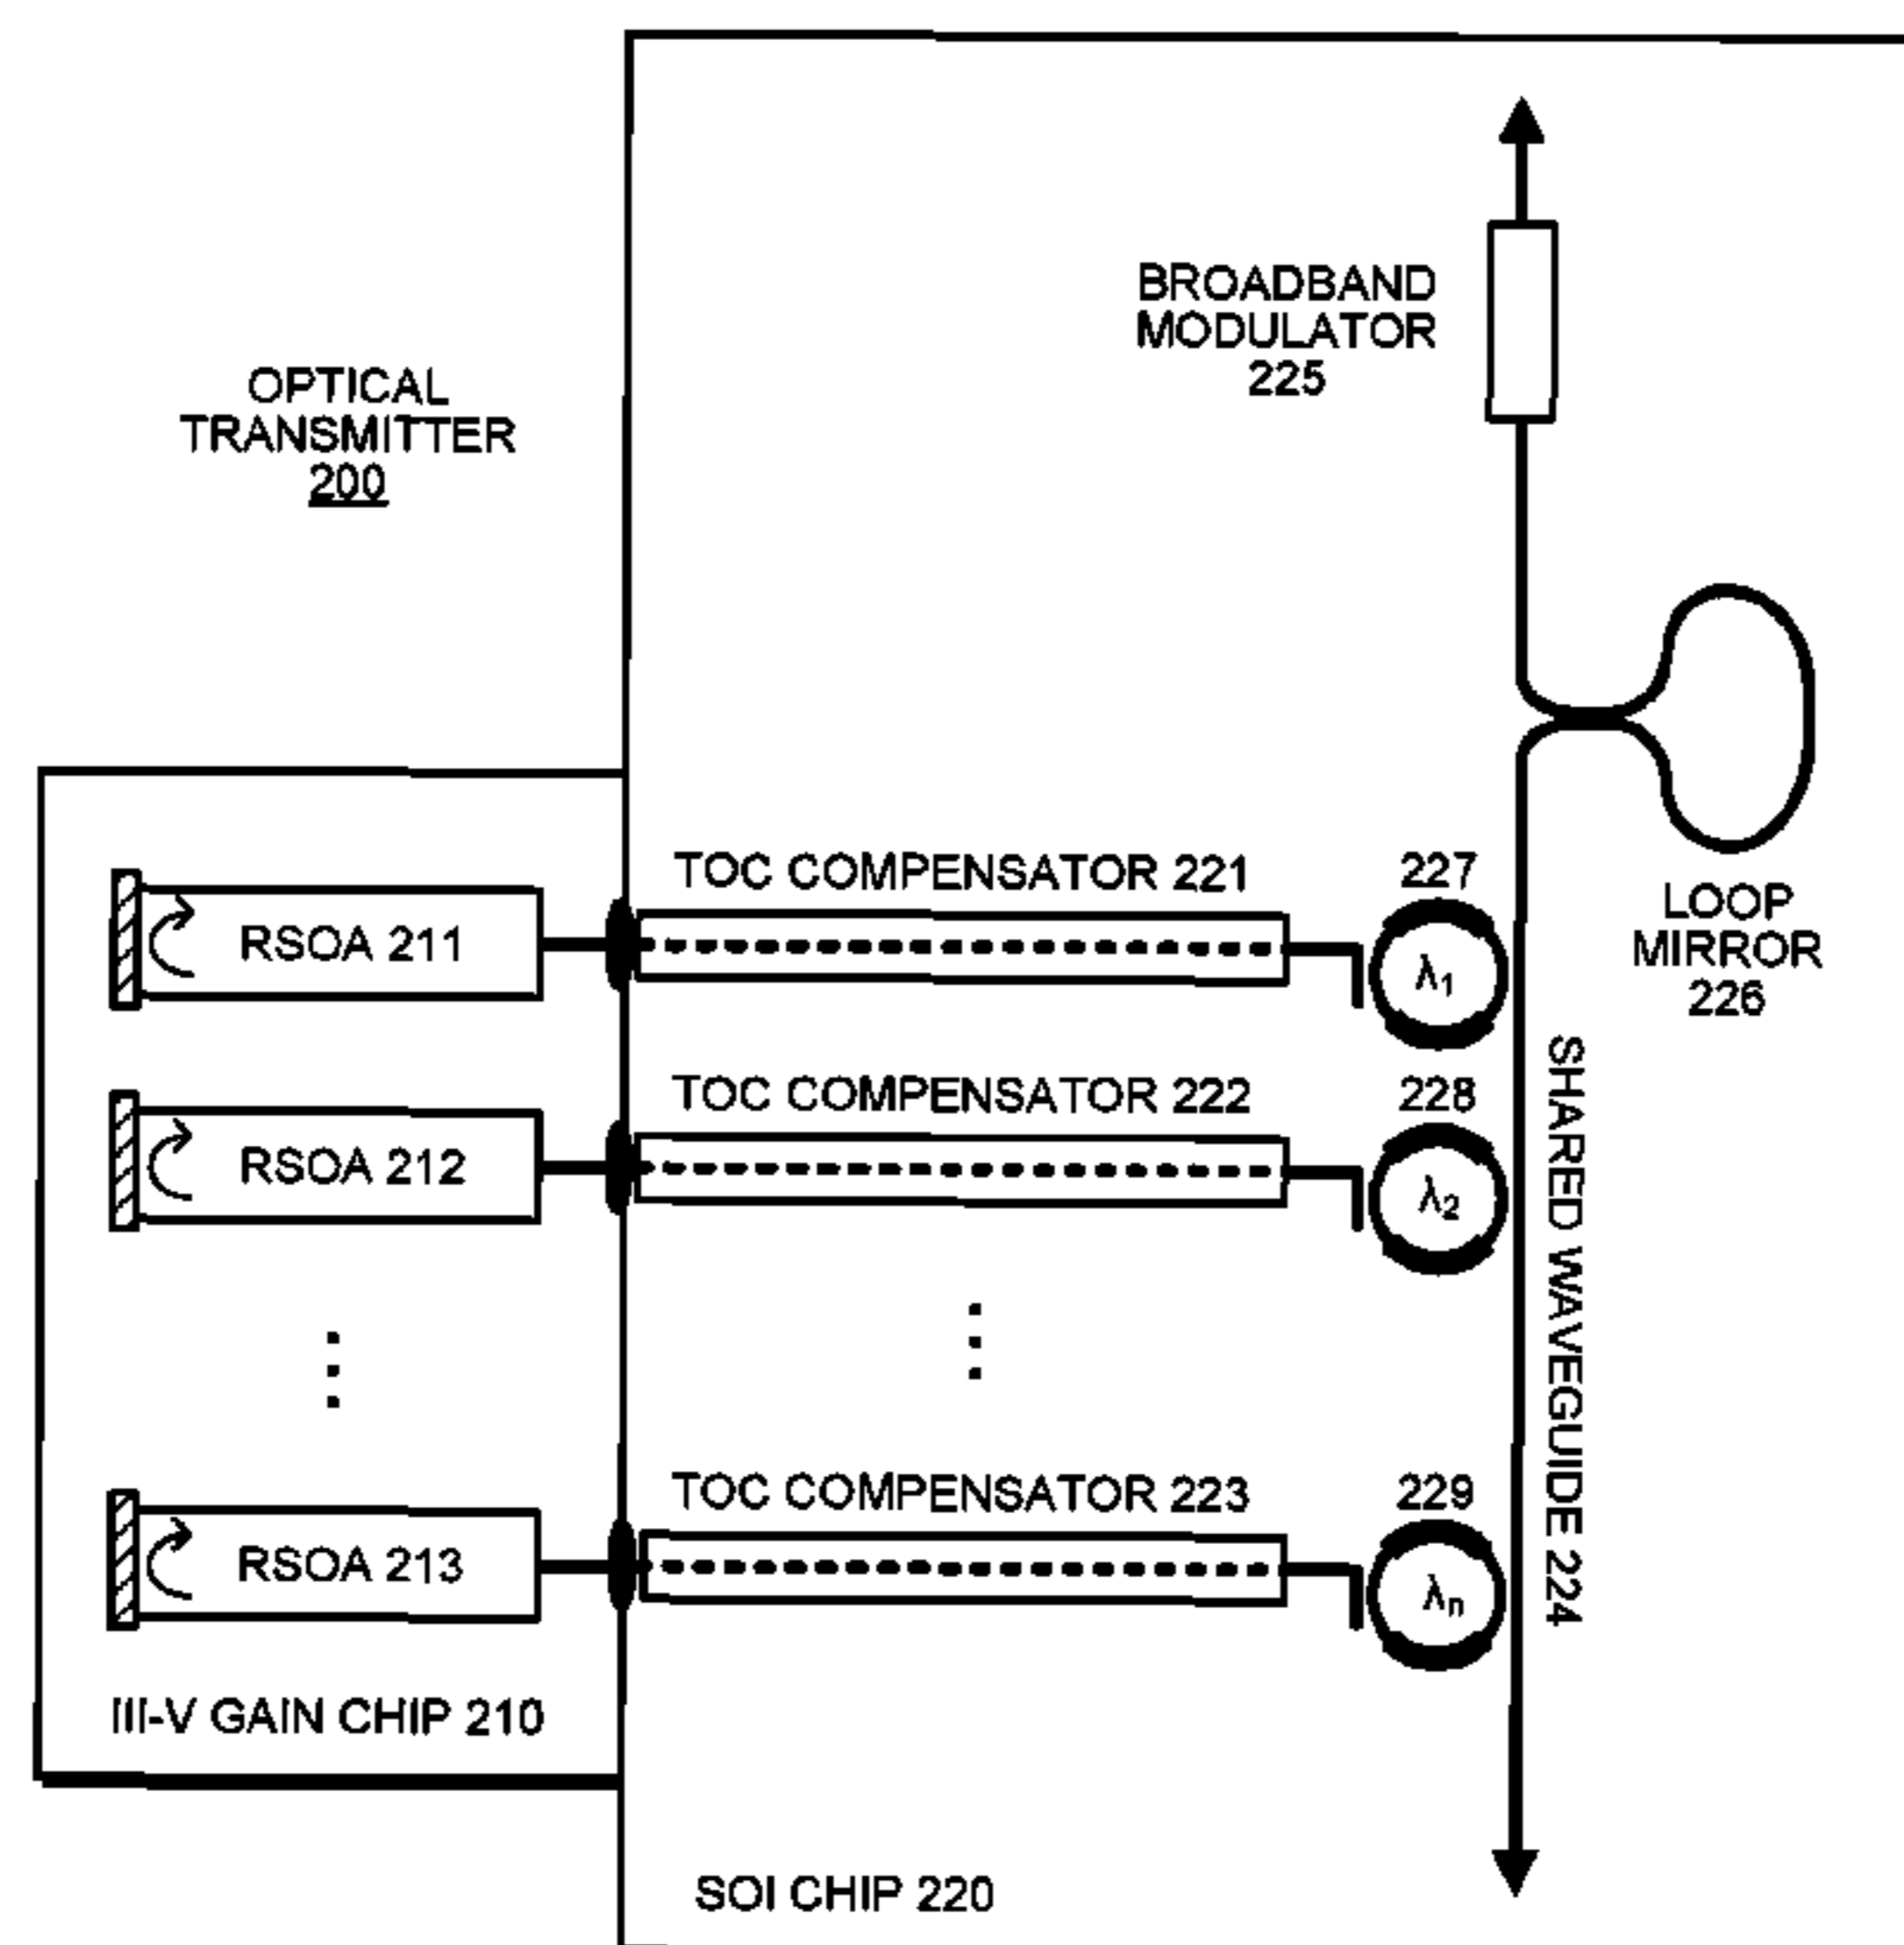 BROADBAND
MODULATOR
225
OPTICAL
TRANSMITTER
200
TOC COMPENSATOR 221
227
LOOP
MIRROR
226
RSOA 211
λ1
SHARED WAVEGUIDE 224
TOC COMPENSATOR 222
228
RSOA 212
λ2
TOC COMPENSATOR 223
229
RSOA 213
λn
III-V GAIN CHIP 210
SOI CHIP 220